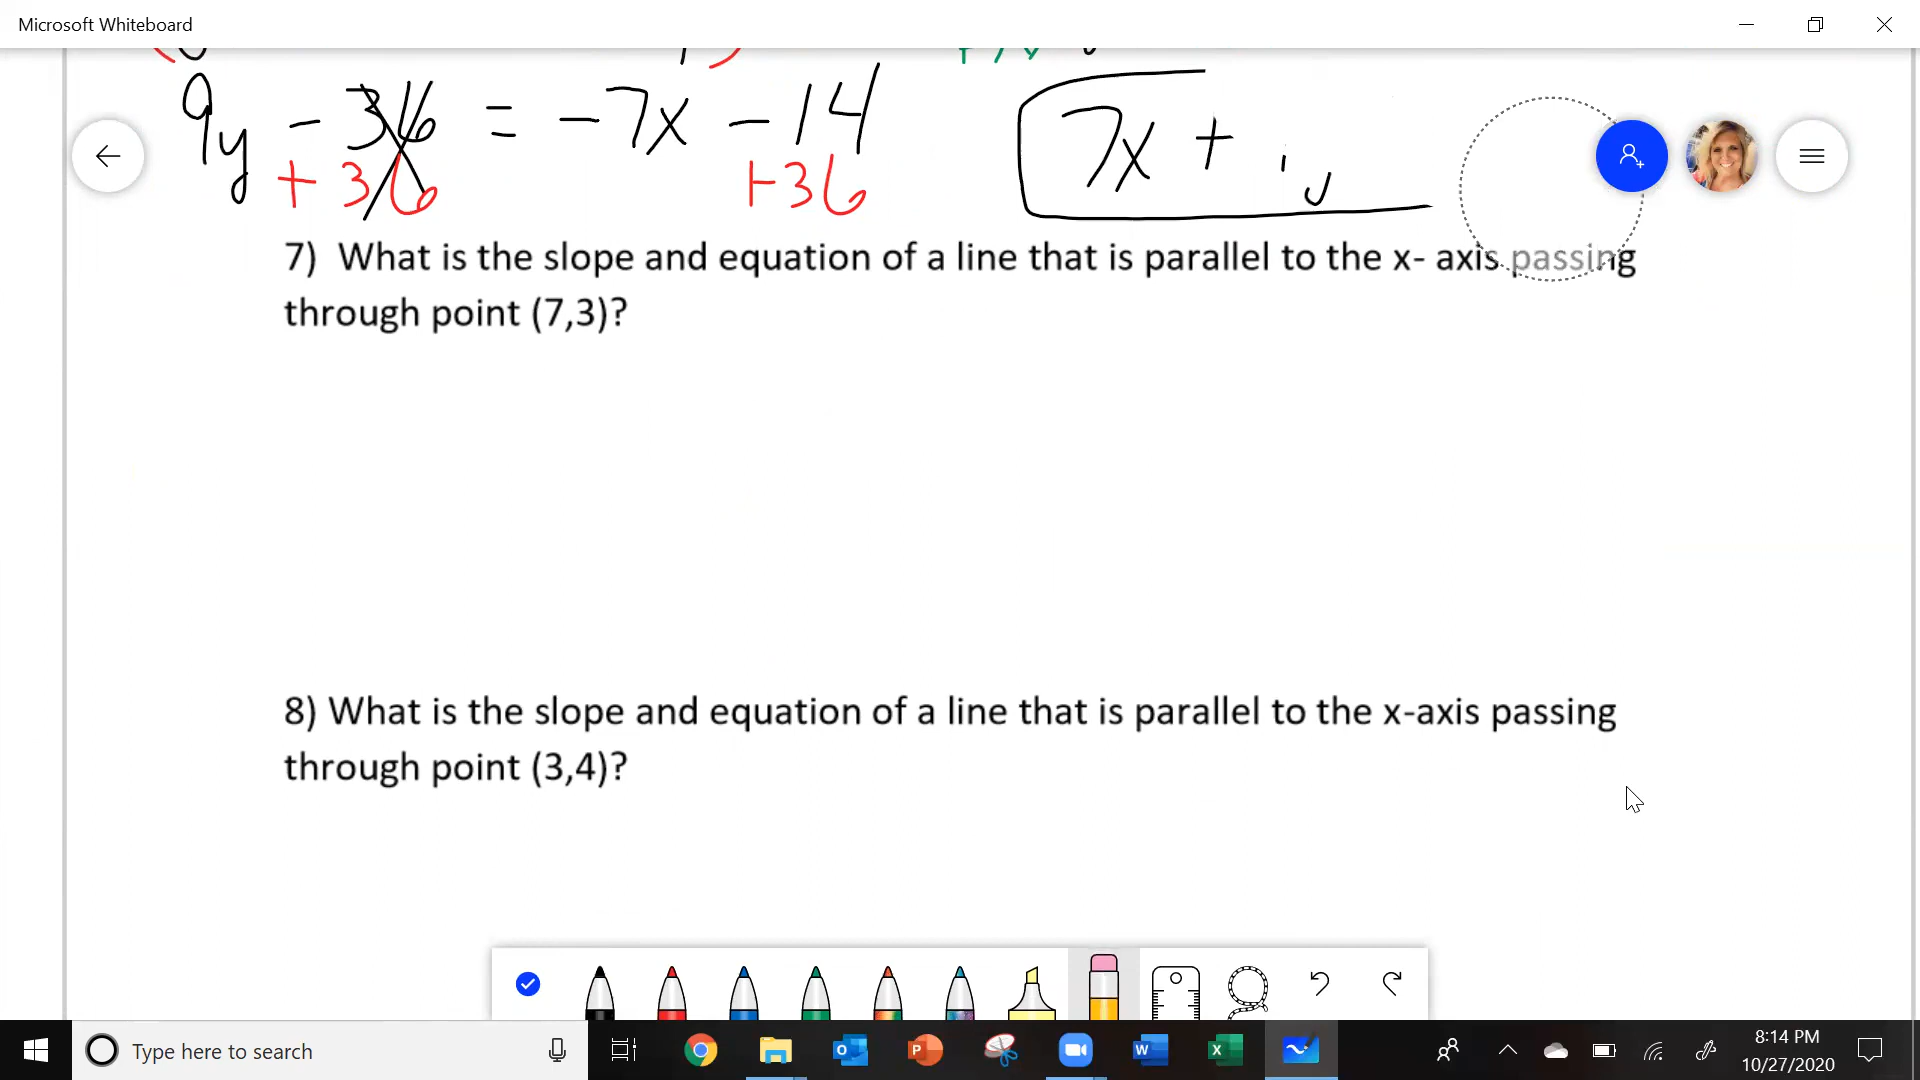 Microsoft Whiteboard
9y - 36 = -7x - 14
+ 36 +36
7x +
7) What is the slope and equation of a line that is parallel to the x- axis passing
through point (7,3)?
8) What is the slope and equation of a line that is parallel to the x-axis passing
through point (3,4)?
Type here to search
8:14 PM
10/27/2020